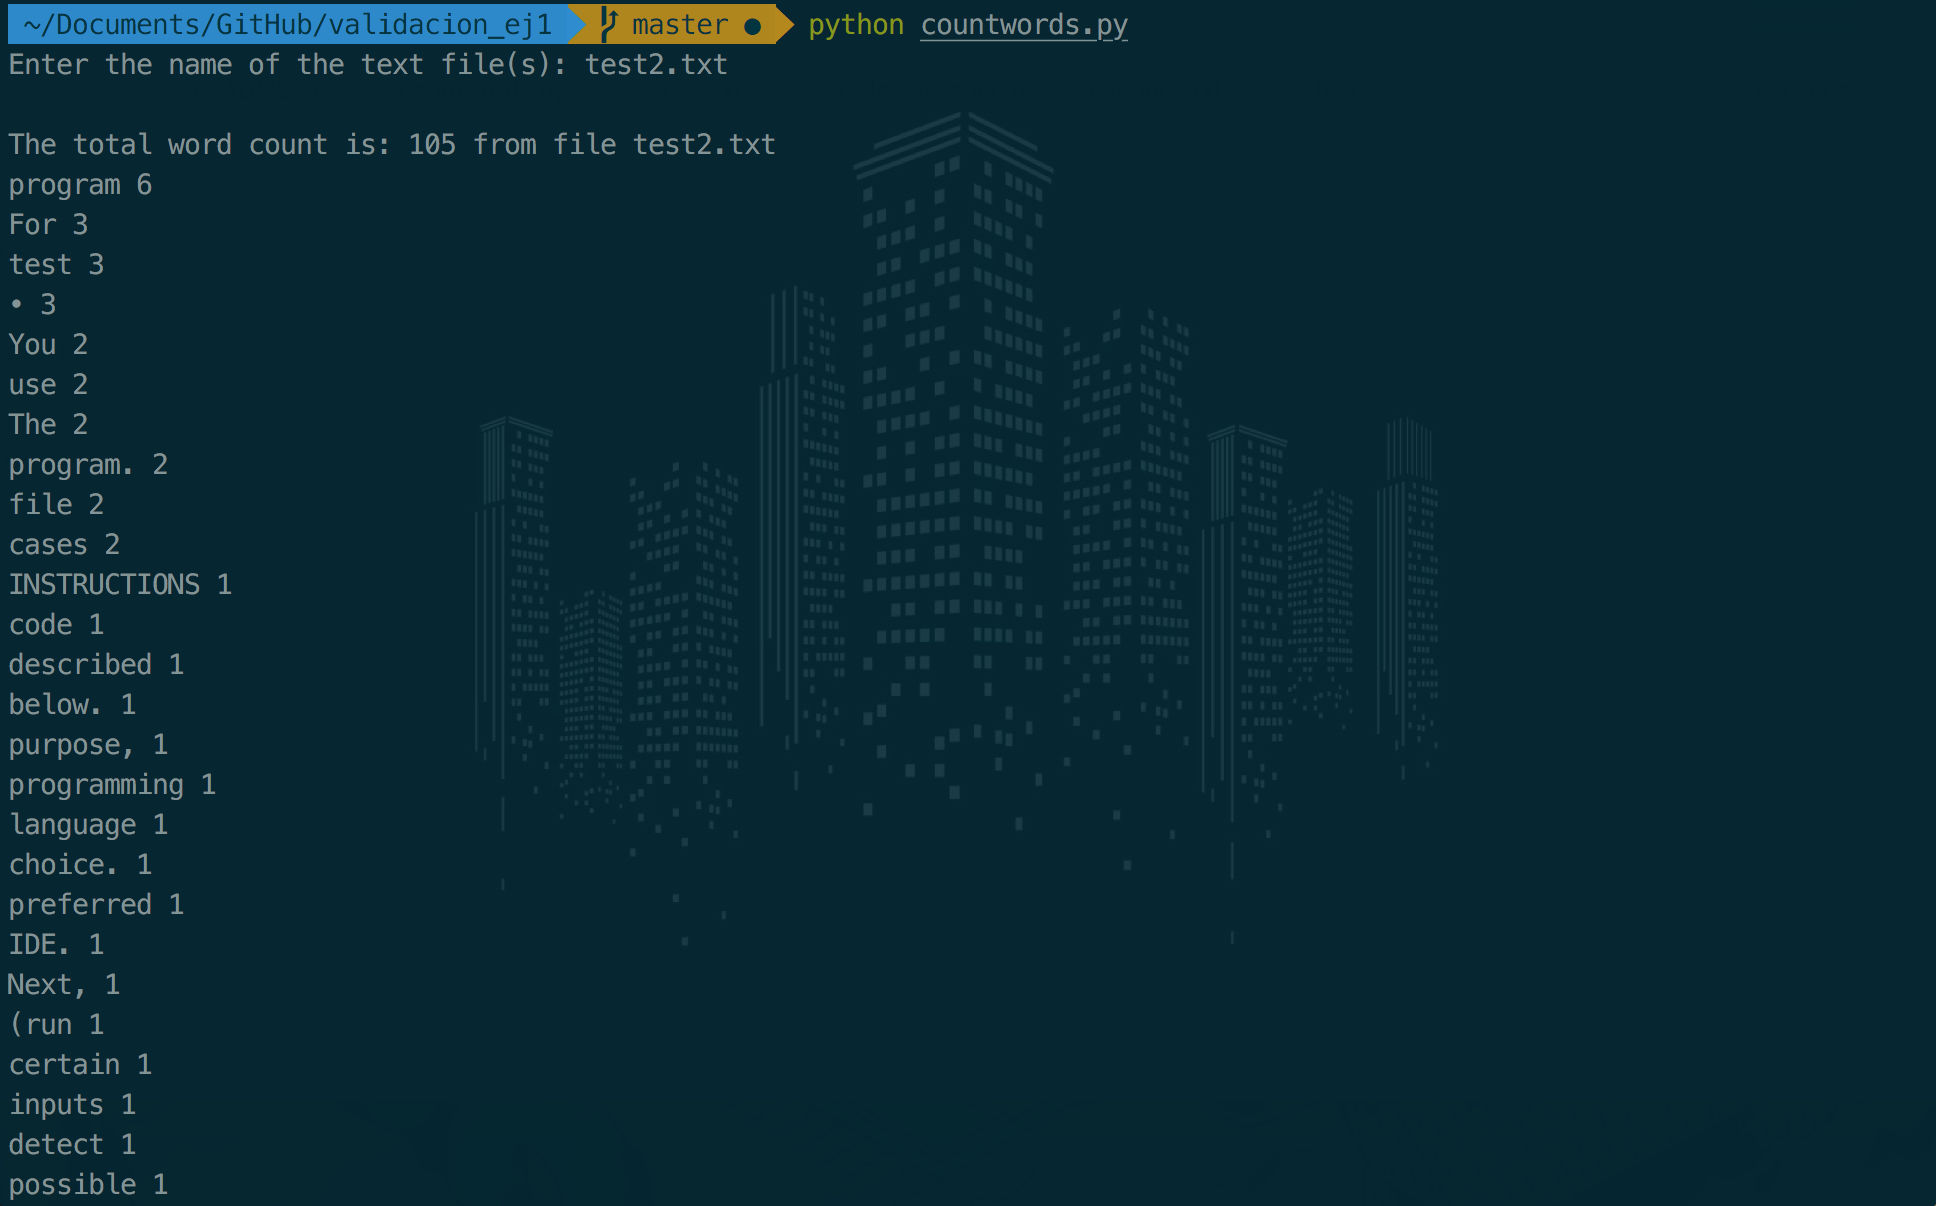 ~/Documents/GitHub/validacion_ej1 master ● python countwords.py
Enter the name of the text file(s): test2.txt
The total word count is: 105 from file test2.txt
program 6
For 3
test 3
• 3
You 2
use 2
The 2
program. 2
file 2
cases 2
INSTRUCTIONS 1
code 1
described 1
below. 1
purpose, 1
programming 1
language 1
choice. 1
preferred 1
IDE. 1
Next, 1
(run 1
certain 1
inputs 1
detect 1
possible 1